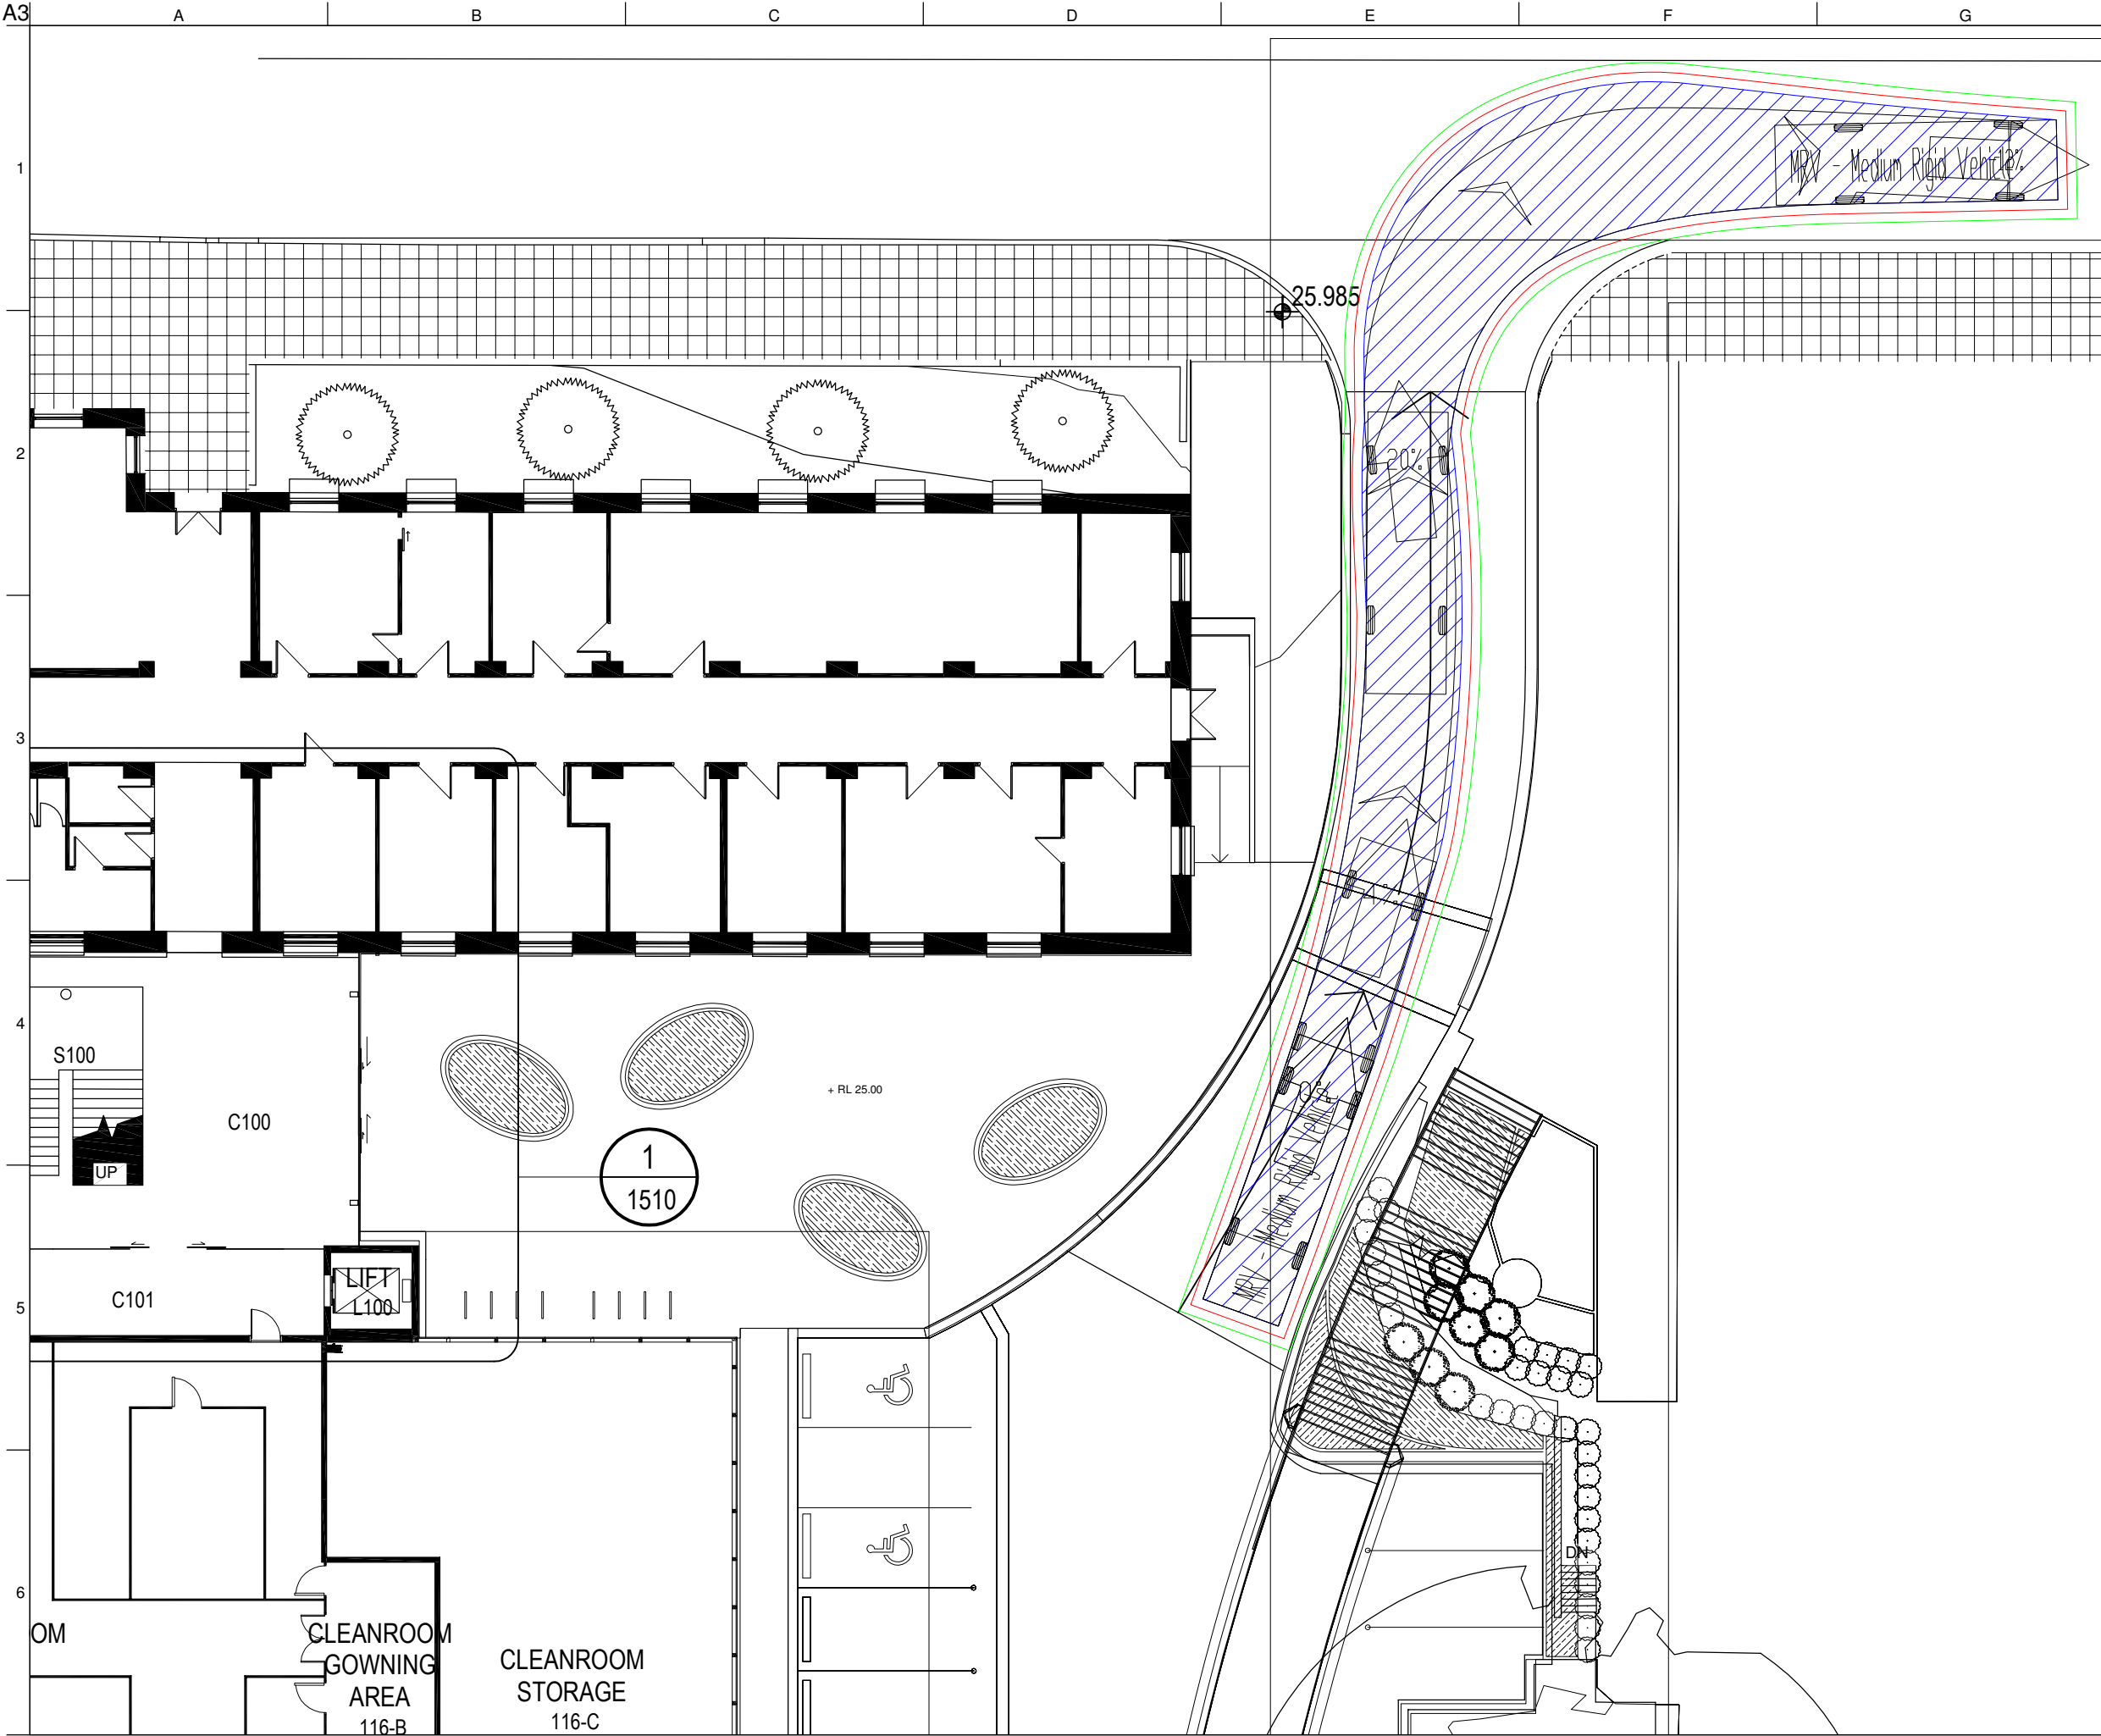 A3
A B C D E F G
1
MRV - Medium Rigid Vehicle
25.985
2
20%
3
4
S100
+ RL 25.00
C100
UP
1
1510
MRV - Medium Rigid Vehicle
5
LIFT
L100
C101
DN
6
OM
CLEANROOM
GOWNING
AREA
116-B
CLEANROOM
STORAGE
116-C